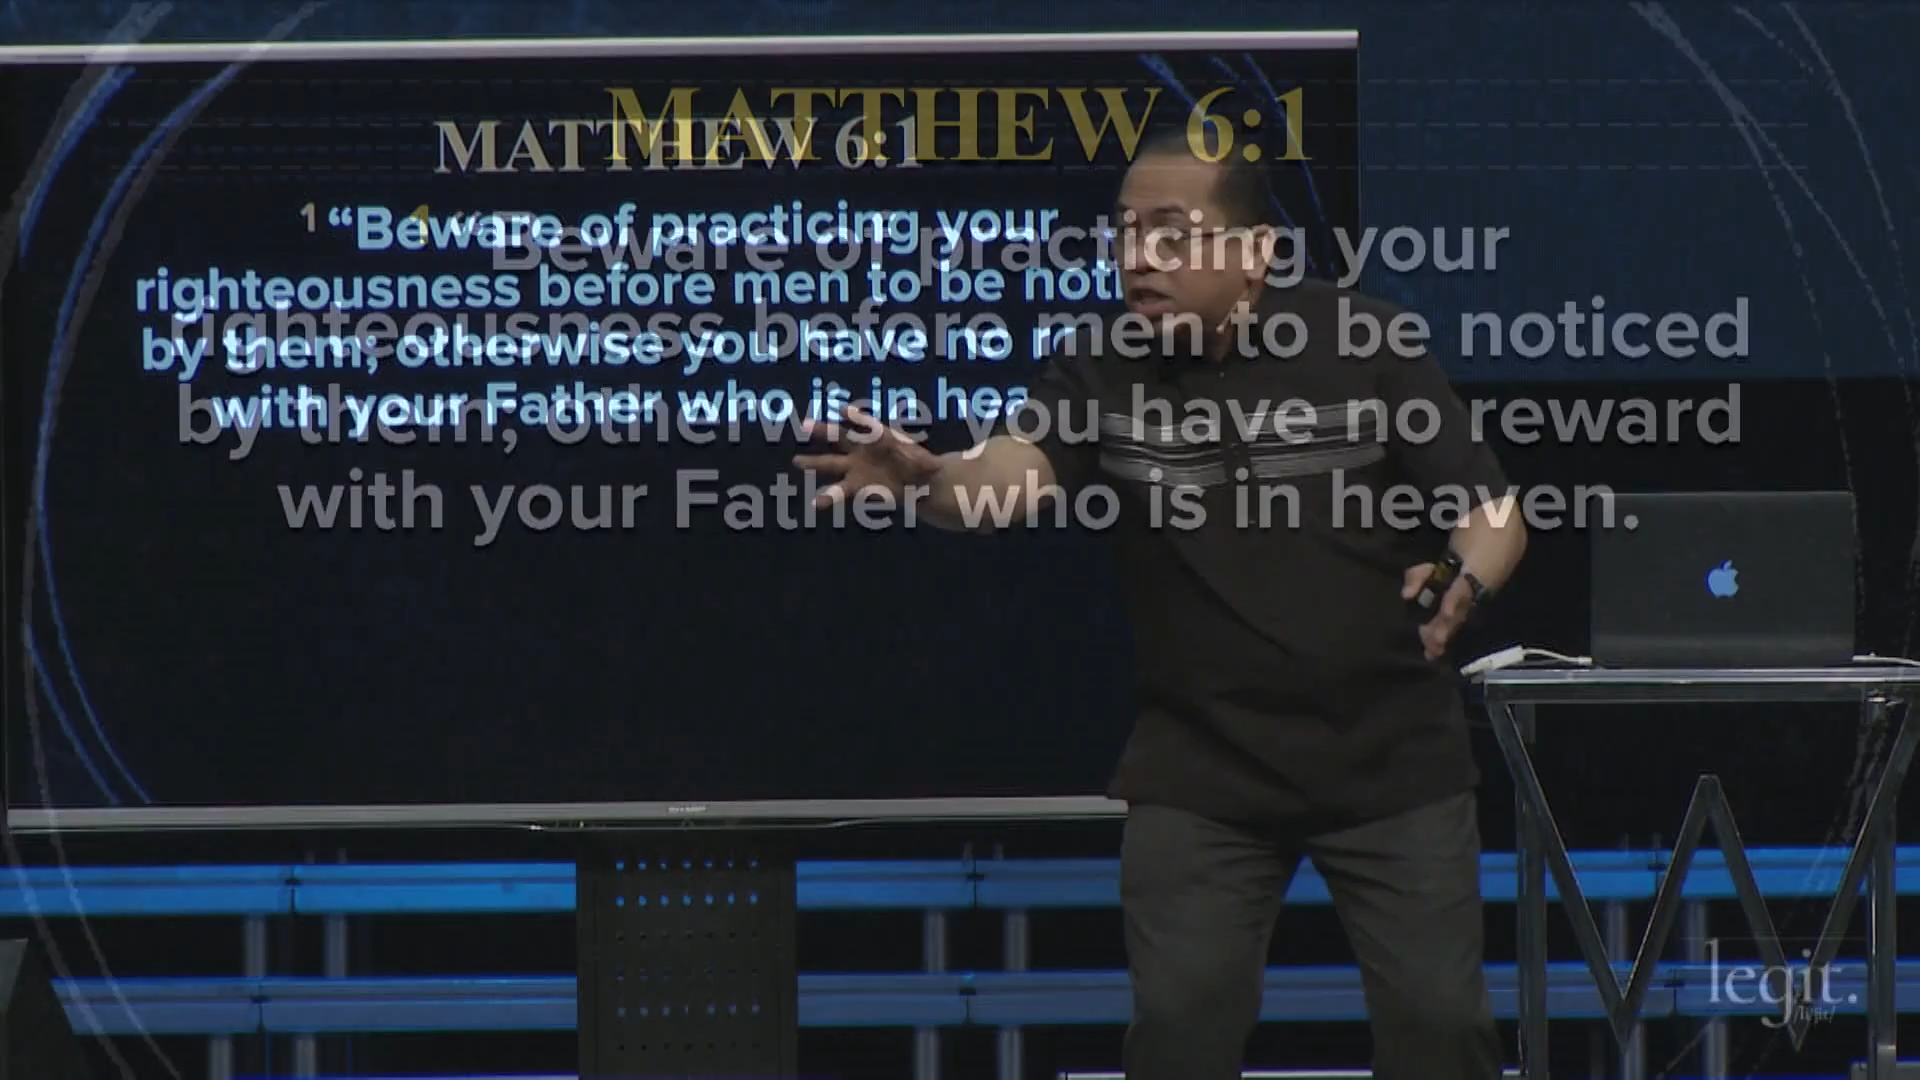 MATTHEW 6:1
1 “Beware of practicing your
righteousness before men to be noticed
by them; otherwise you have no reward
with your Father who is in heaven.
MATTHEW 6:1
1 “Beware of practicing your
righteousness before men to be noti
by them; otherwise you have no r
with your Father who is in hea
SHARP
legit.